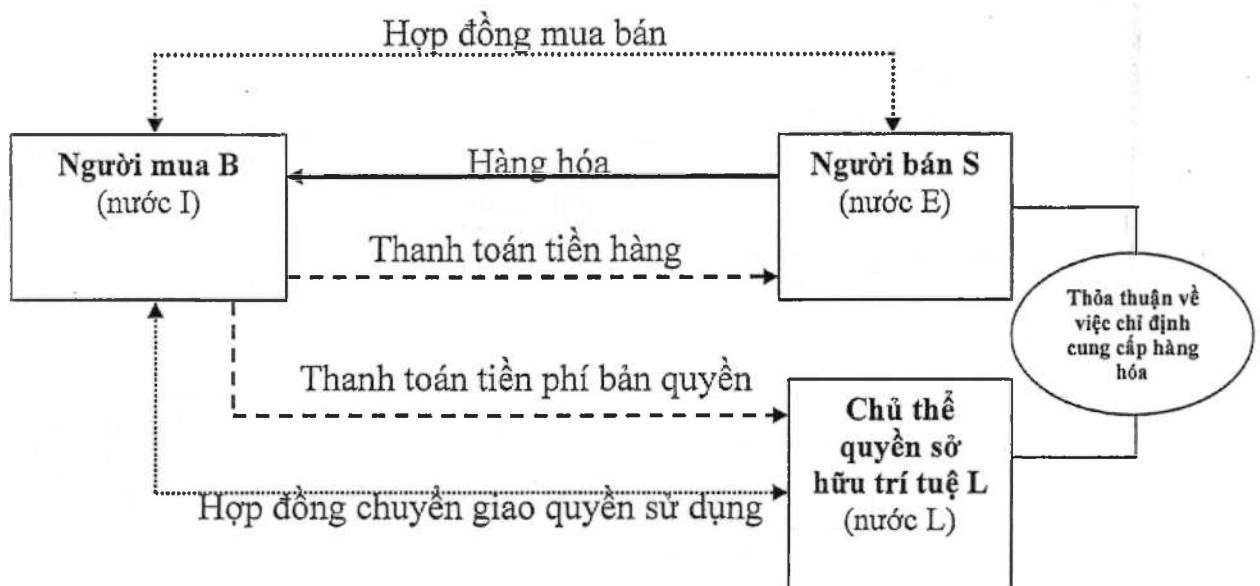 Hợp đồng mua bán
Người mua B
(nước I)
Hàng hóa
Người bán S
(nước E)
Thanh toán tiền hàng
Thỏa thuận về
việc chỉ định
cung cấp hàng
hóa
Thanh toán tiền phí bản quyền
Chủ thể
quyền sở
hữu trí tuệ L
(nước L)
Hợp đồng chuyển giao quyền sử dụng